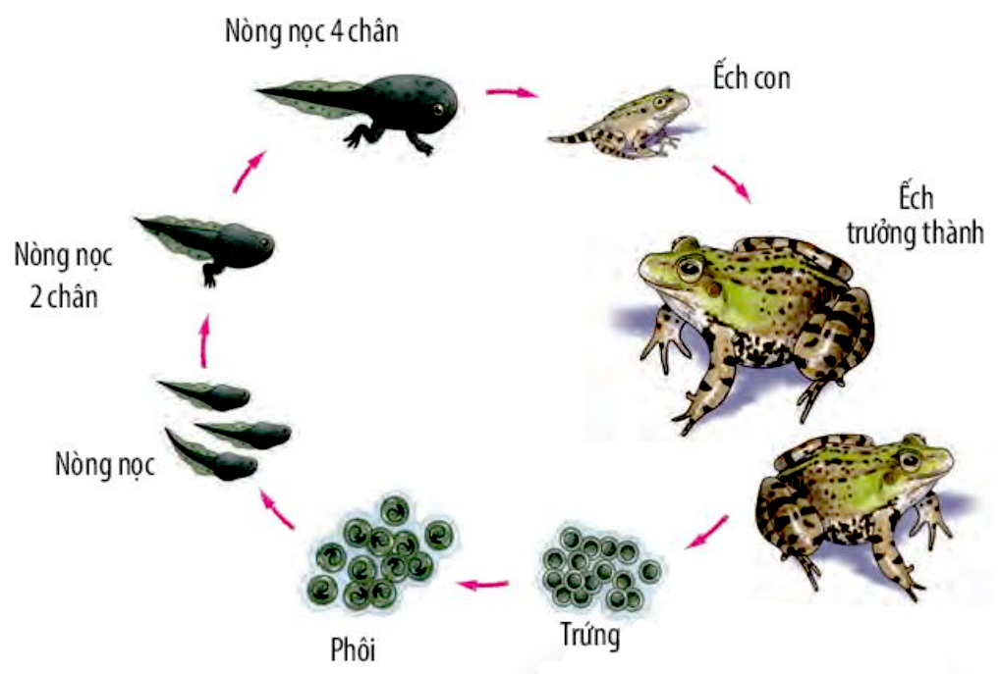 Nòng nọc 4 chân
Ếch con
Ếch
trưởng thành
Nòng nọc
2 chân
Nòng nọc
Phôi
Trứng